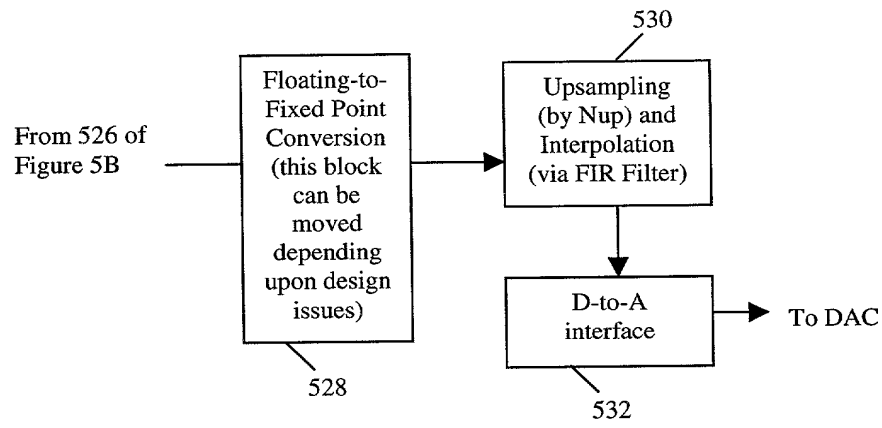 From 526 of
Figure 5B
Floating-to-
Fixed Point
Conversion
(this block
can be
moved
depending
upon design
issues)
528
530
Upsampling
(by Nup) and
Interpolation
(via FIR Filter)
D-to-A
interface
532
To DAC